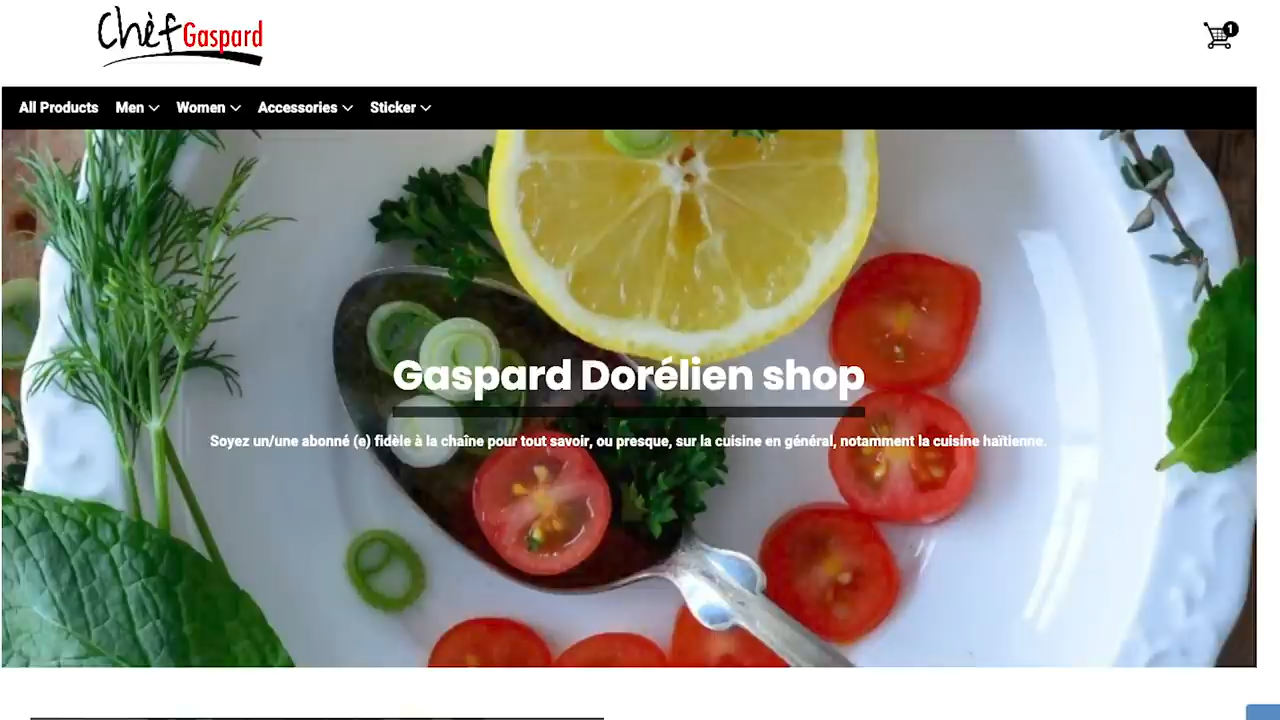 Chèf Gaspard
1
All Products Men Women Accessories Sticker
Gaspard Dorélien shop
Soyez un/une abonné (e) fidèle à la chaîne pour tout savoir, ou presque, sur la cuisine en général, notamment la cuisine haïtienne.